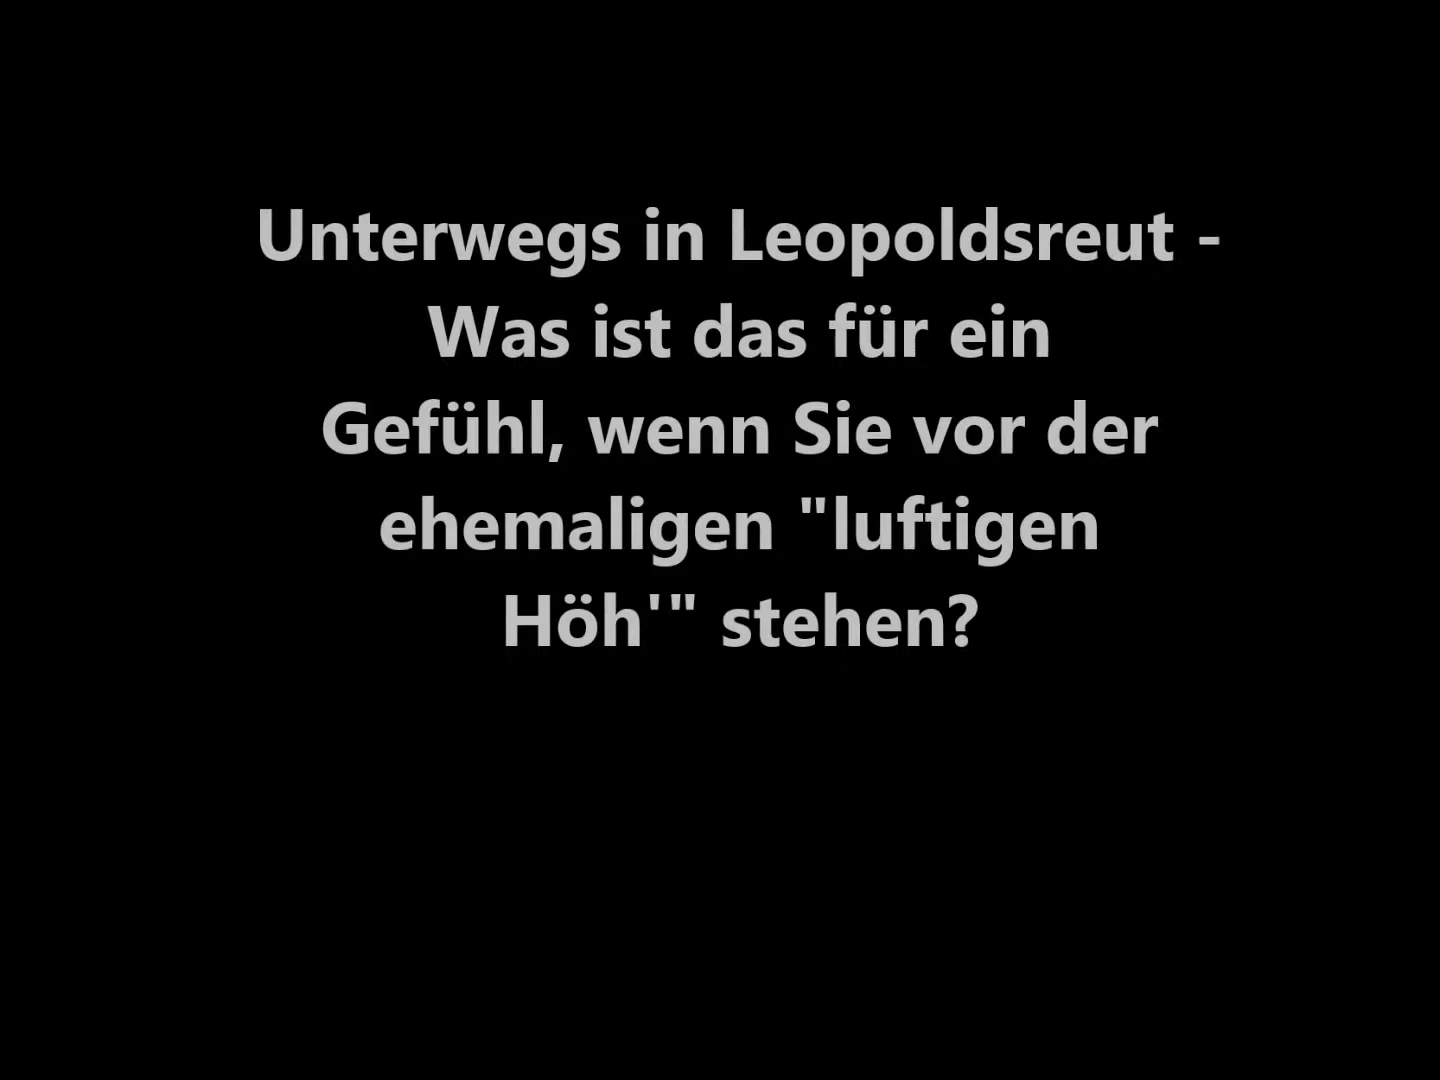 Unterwegs in Leopoldsreut -
Was ist das für ein
Gefühl, wenn Sie vor der
ehemaligen "luftigen
Höh'" stehen?